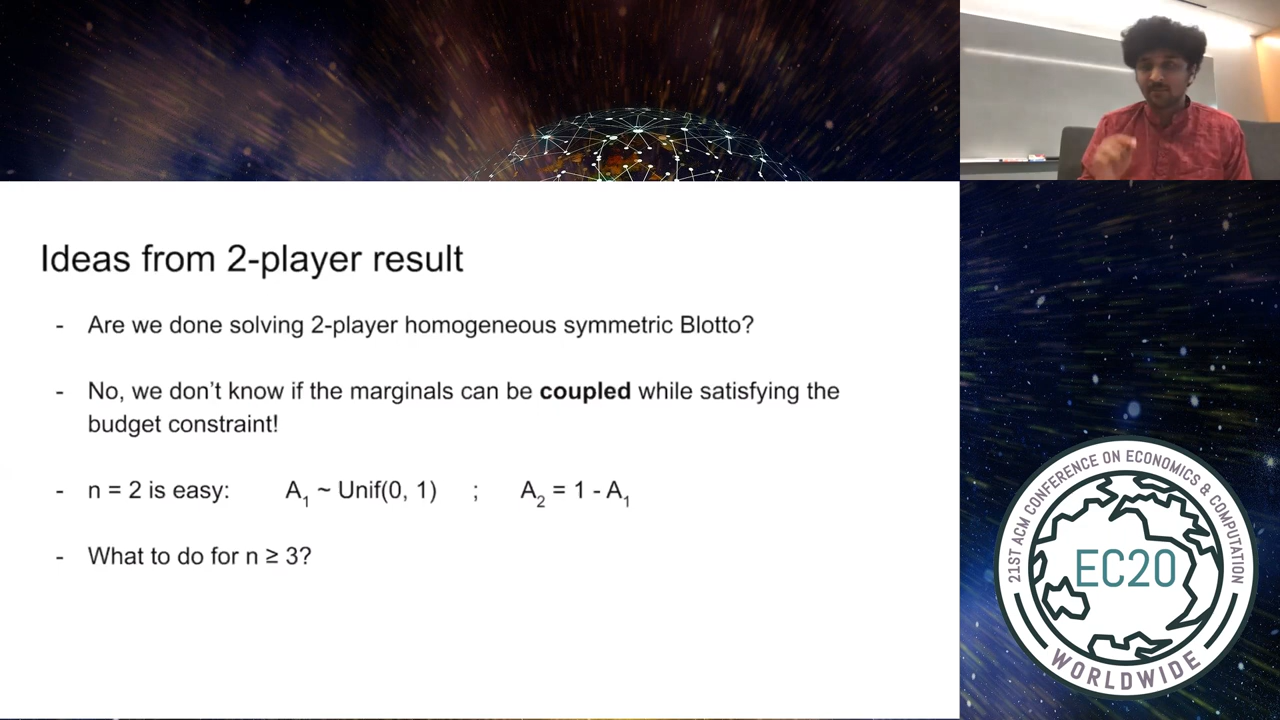 Ideas from 2-player result
- Are we done solving 2-player homogeneous symmetric Blotto?
- No, we don't know if the marginals can be coupled while satisfying the
budget constraint!
- n = 2 is easy: A₁ ~ Unif(0, 1) ; A₂ = 1 - A₁
- What to do for n ≥ 3?
21ST ACM CONFERENCE ON ECONOMICS & COMPUTATION
EC20
WORLDWIDE